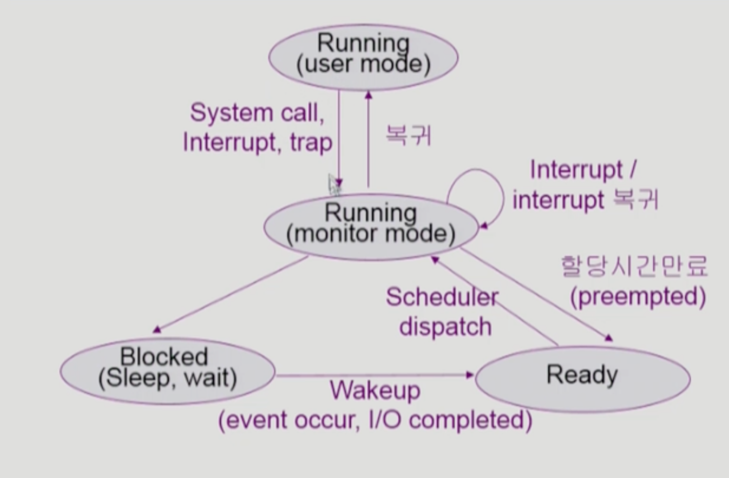 Running
(user mode)
System call,
Interrupt, trap
복귀
Interrupt /
interrupt 복귀
Running
(monitor mode)
할당시간만료
(preempted)
Scheduler
dispatch
Blocked
(Sleep, wait)
Ready
Wakeup
(event occur, I/O completed)